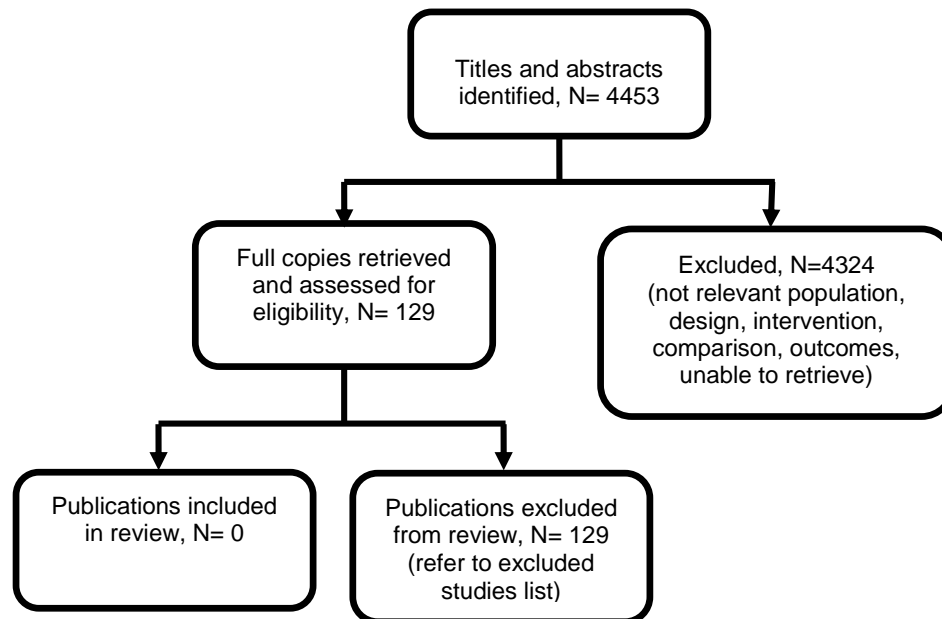 Titles and abstracts
identified, N= 4453
Full copies retrieved
and assessed for
eligibility, N= 129
Excluded, N=4324
(not relevant population,
design, intervention,
comparison, outcomes,
unable to retrieve)
Publications included
in review, N= 0
Publications excluded
from review, N= 129
(refer to excluded
studies list)